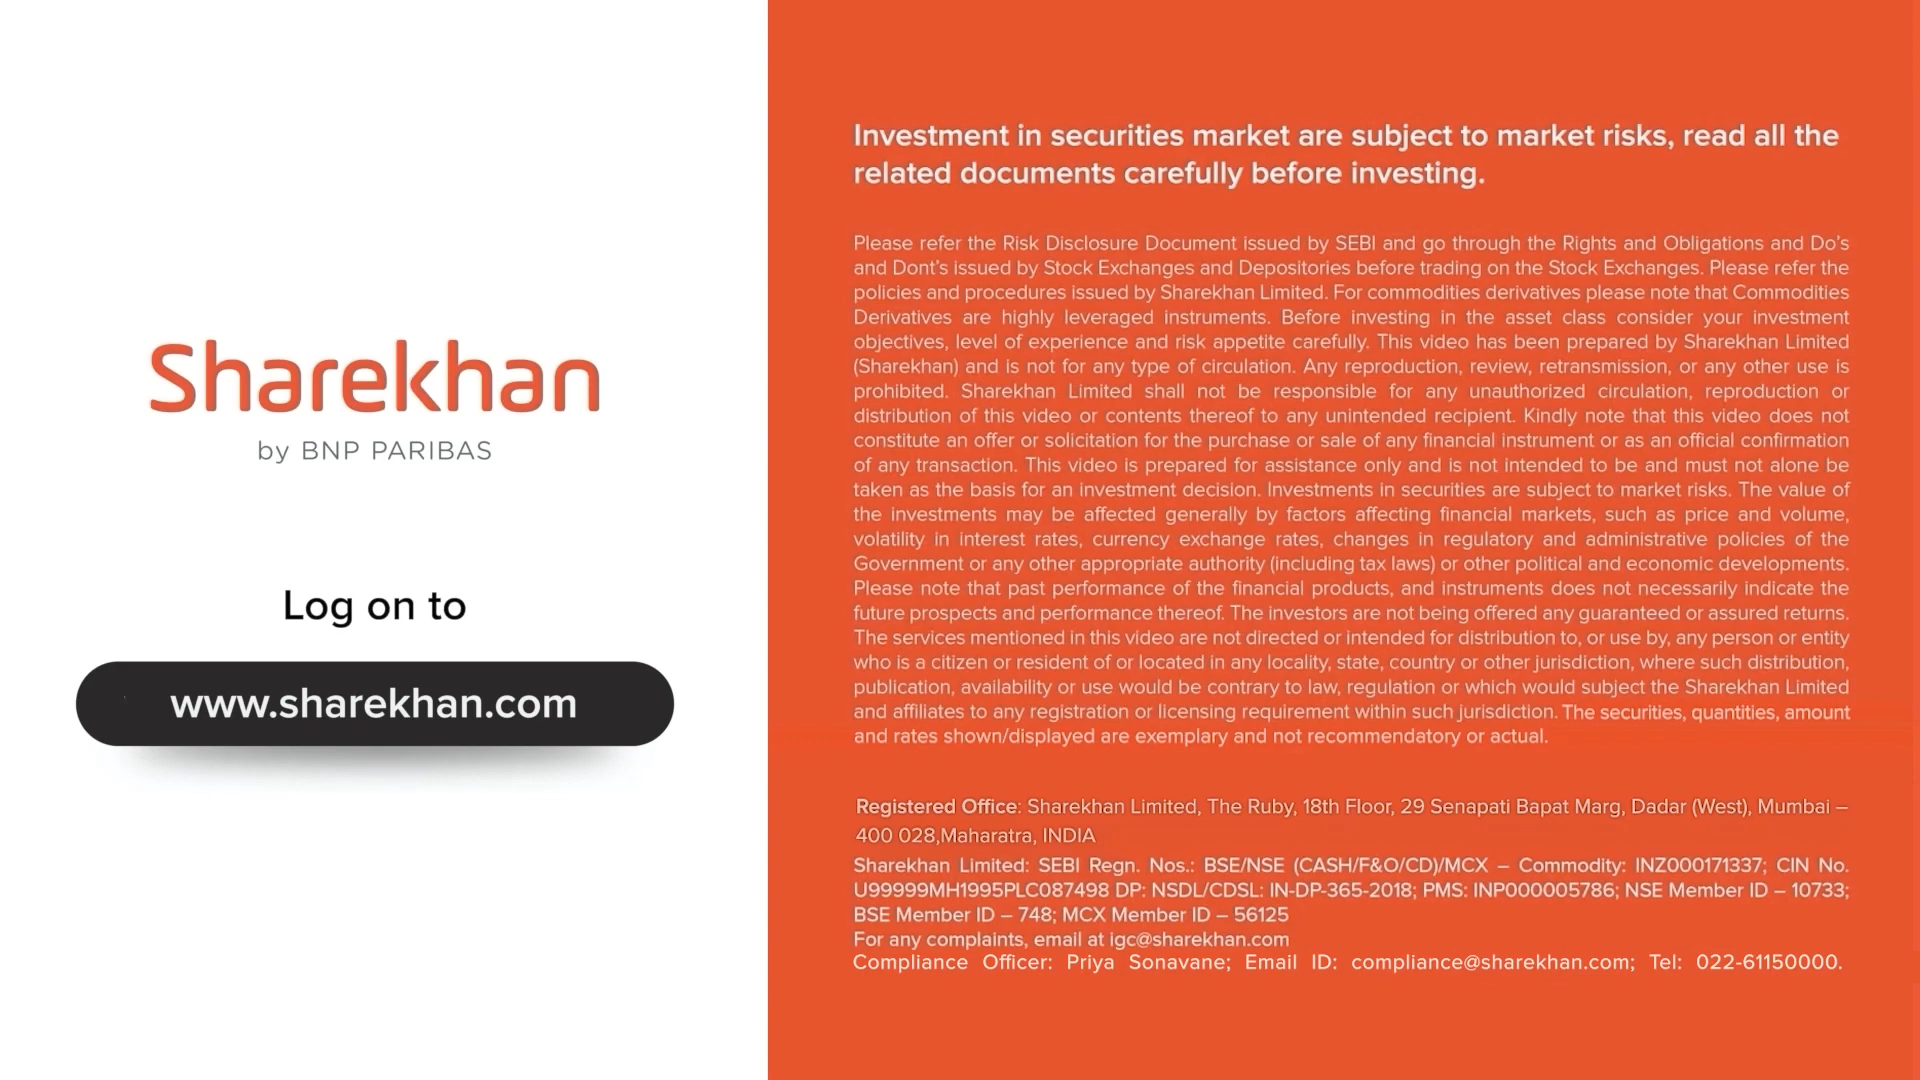 Sharekhan
by BNP PARIBAS
Log on to
www.sharekhan.com
Investment in securities market are subject to market risks, read all the
related documents carefully before investing.
Please refer the Risk Disclosure Document issued by SEBI and go through the Rights and Obligations and Do's
and Dont's issued by Stock Exchanges and Depositories before trading on the Stock Exchanges. Please refer the
policies and procedures issued by Sharekhan Limited. For commodities derivatives please note that Commodities
Derivatives are highly leveraged instruments. Before investing in the asset class consider your investment
objectives, level of experience and risk appetite carefully. This video has been prepared by Sharekhan Limited
(Sharekhan) and is not for any type of circulation. Any reproduction, review, retransmission, or any other use is
prohibited. Sharekhan Limited shall not be responsible for any unauthorized circulation, reproduction or
distribution of this video or contents thereof to any unintended recipient. Kindly note that this video does not
constitute an offer or solicitation for the purchase or sale of any financial instrument or as an official confirmation
of any transaction. This video is prepared for assistance only and is not intended to be and must not alone be
taken as the basis for an investment decision. Investments in securities are subject to market risks. The value of
the investments may be affected generally by factors affecting financial markets, such as price and volume,
volatility in interest rates, currency exchange rates, changes in regulatory and administrative policies of the
Government or any other appropriate authority (including tax laws) or other political and economic developments.
Please note that past performance of the financial products, and instruments does not necessarily indicate the
future prospects and performance thereof. The investors are not being offered any guaranteed or assured returns.
The services mentioned in this video are not directed or intended for distribution to, or use by, any person or entity
who is a citizen or resident of or located in any locality, state, country or other jurisdiction, where such distribution,
publication, availability or use would be contrary to law, regulation or which would subject the Sharekhan Limited
and affiliates to any registration or licensing requirement within such jurisdiction. The securities, quantities, amount
and rates shown/displayed are exemplary and not recommendatory or actual.
Registered Office: Sharekhan Limited, The Ruby, 18th Floor, 29 Senapati Bapat Marg, Dadar (West), Mumbai –
400 028,Maharatra, INDIA
Sharekhan Limited: SEBI Regn. Nos.: BSE/NSE (CASH/F&O/CD)/MCX – Commodity: INZ000171337; CIN No.
U99999MH1995PLC087498 DP: NSDL/CDSL: IN-DP-365-2018; PMS: INP000005786; NSE Member ID – 10733;
BSE Member ID – 748; MCX Member ID – 56125
For any complaints, email at igc@sharekhan.com
Compliance Officer: Priya Sonavane; Email ID: compliance@sharekhan.com; Tel: 022-61150000.